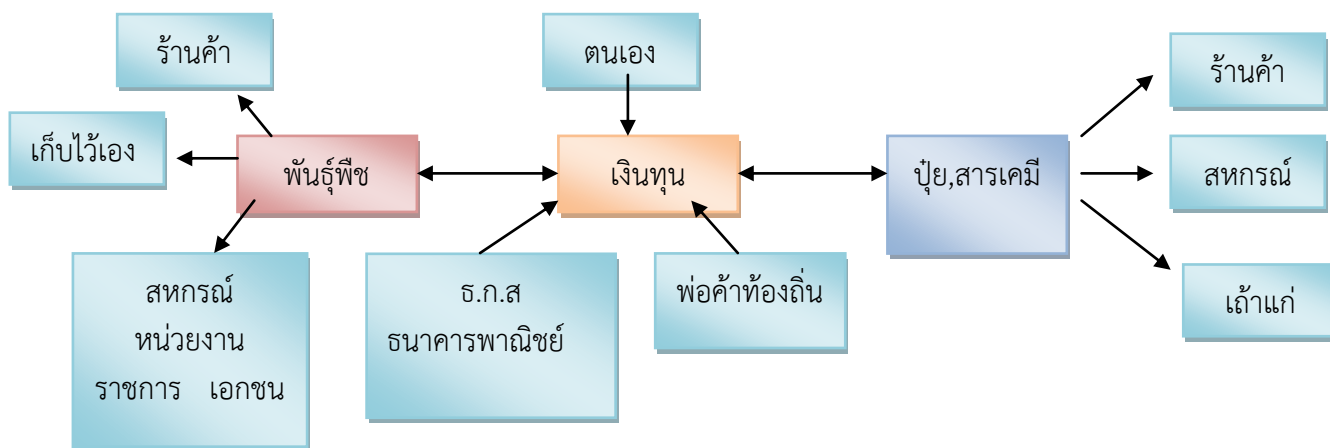 ร้านค้า
ตนเอง
ร้านค้า
เก็บไว้เอง
พันธุ์พืช
เงินทุน
ปุ๋ย,สารเคมี
สหกรณ์
สหกรณ์
หน่วยงาน
ราชการ เอกชน
ธ.ก.ส
ธนาคารพาณิชย์
พ่อค้าท้องถิ่น
เถ้าแก่